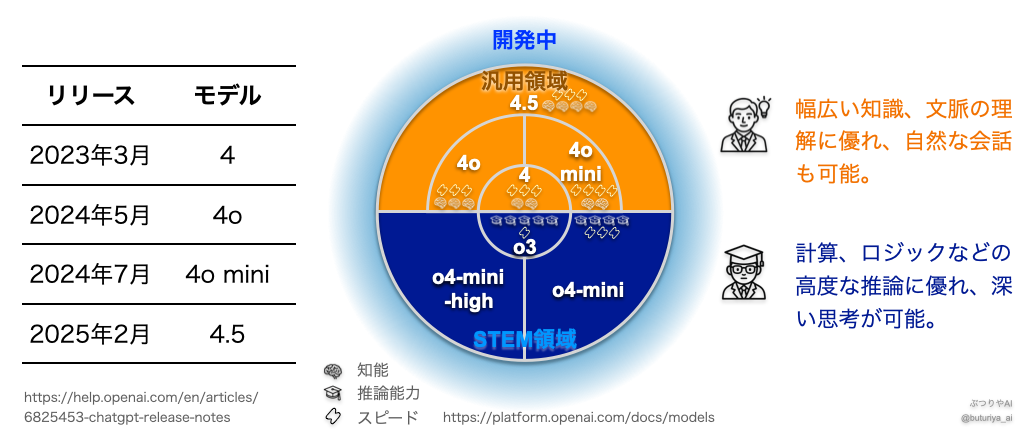 開発中
リリース モデル
2023年3月 4
2024年5月 4o
2024年7月 4o mini
2025年2月 4.5
https://help.openai.com/en/articles/
6825453-chatgpt-release-notes
汎用領域
4.5
4o
4o
mini
4
o3
o4-mini
-high
o4-mini
STEM領域
知能
推論能力
スピード
https://platform.openai.com/docs/models
幅広い知識、文脈の理
解に優れ、自然な会話
も可能。
計算、ロジックなどの
高度な推論に優れ、深
い思考が可能。
ぶつりやAI
@buturiya_ai